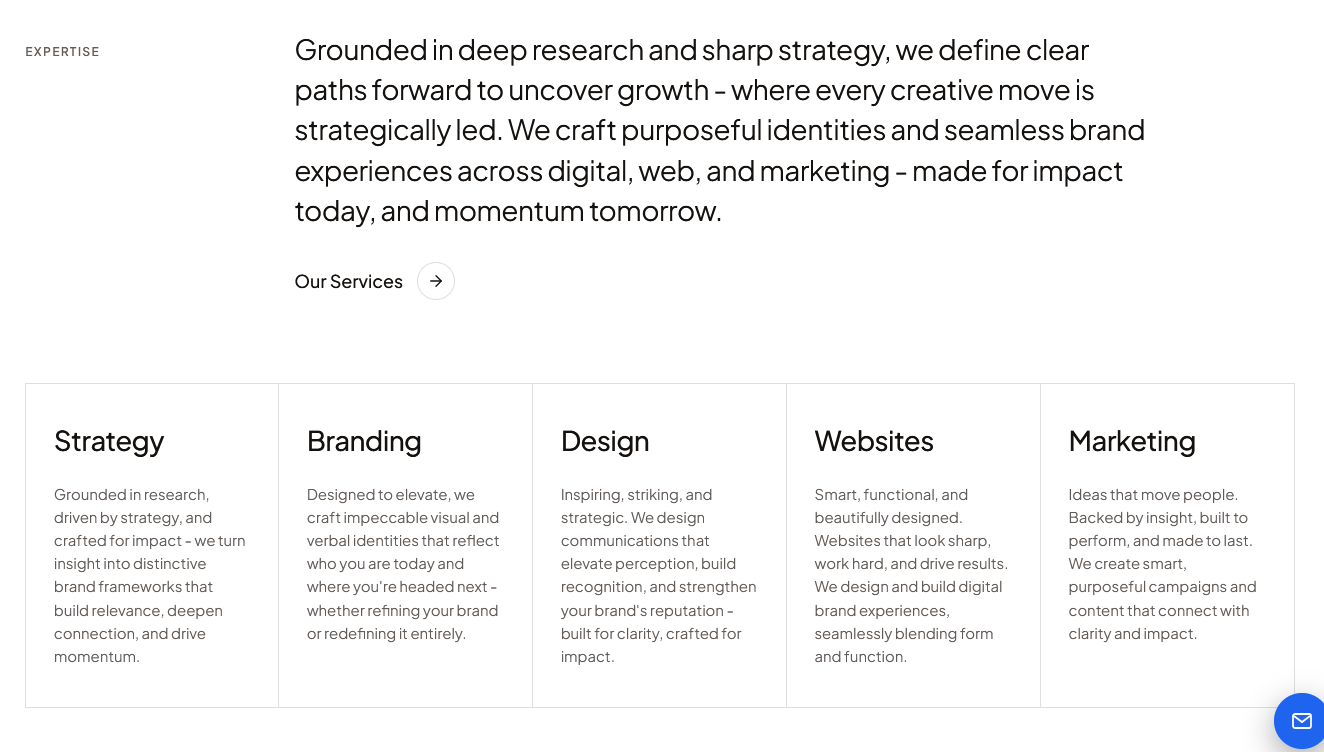 EXPERTISE
Grounded in deep research and sharp strategy, we define clear
paths forward to uncover growth - where every creative move is
strategically led. We craft purposeful identities and seamless brand
experiences across digital, web, and marketing - made for impact
today, and momentum tomorrow.
Our Services
Strategy
Grounded in research,
driven by strategy, and
crafted for impact - we turn
insight into distinctive
brand frameworks that
build relevance, deepen
connection, and drive
momentum.
Branding
Designed to elevate, we
craft impeccable visual and
verbal identities that reflect
who you are today and
where you're headed next -
whether refining your brand
or redefining it entirely.
Design
Inspiring, striking, and
strategic. We design
communications that
elevate perception, build
recognition, and strengthen
your brand's reputation -
built for clarity, crafted for
impact.
Websites
Smart, functional, and
beautifully designed.
Websites that look sharp,
work hard, and drive results.
We design and build digital
brand experiences,
seamlessly blending form
and function.
Marketing
Ideas that move people.
Backed by insight, built to
perform, and made to last.
We create smart,
purposeful campaigns and
content that connect with
clarity and impact.